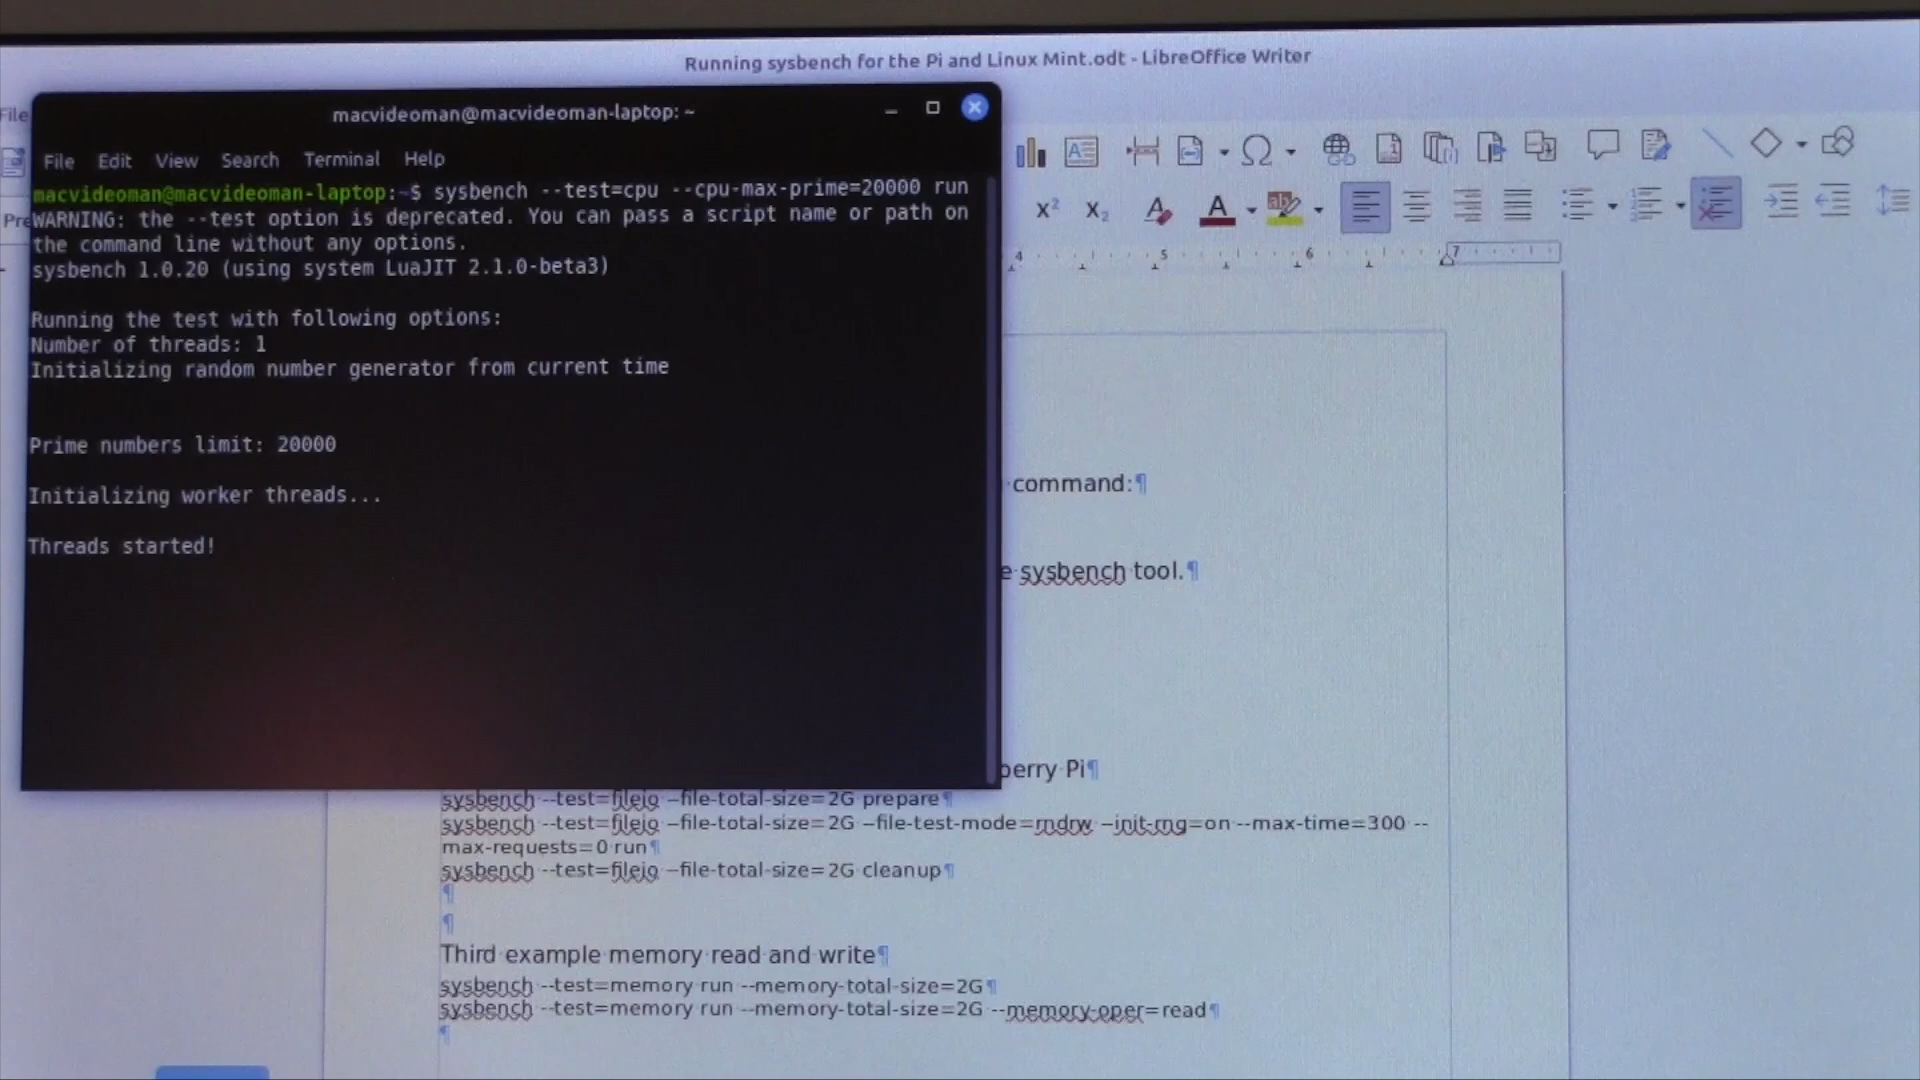 Running sysbench for the Pi and Linux Mint.odt - LibreOffice Writer
macvideoman@macvideoman-laptop: ~
File
File Edit View Search Terminal Help
macvideoman@macvideoman-laptop:~$ sysbench --test=cpu --cpu-max-prime=20000 run
WARNING: the --test option is deprecated. You can pass a script name or path on
the command line without any options.
sysbench 1.0.20 (using system LuaJIT 2.1.0-beta3)
Running the test with following options:
Number of threads: 1
Initializing random number generator from current time
Prime numbers limit: 20000
Initializing worker threads...
Threads started!
Pre
4 5 6 7
command:¶
e sysbench tool.¶
berry Pi¶
sysbench --test=fileio –file-total-size=2G prepare¶
sysbench --test=fileio –file-total-size=2G –file-test-mode=rndrw –init-rng=on --max-time=300 --
max-requests=0 run¶
sysbench --test=fileio –file-total-size=2G cleanup¶
¶
¶
Third example memory read and write¶
sysbench --test=memory run --memory-total-size=2G¶
sysbench --test=memory run --memory-total-size=2G --memory-oper=read¶
¶